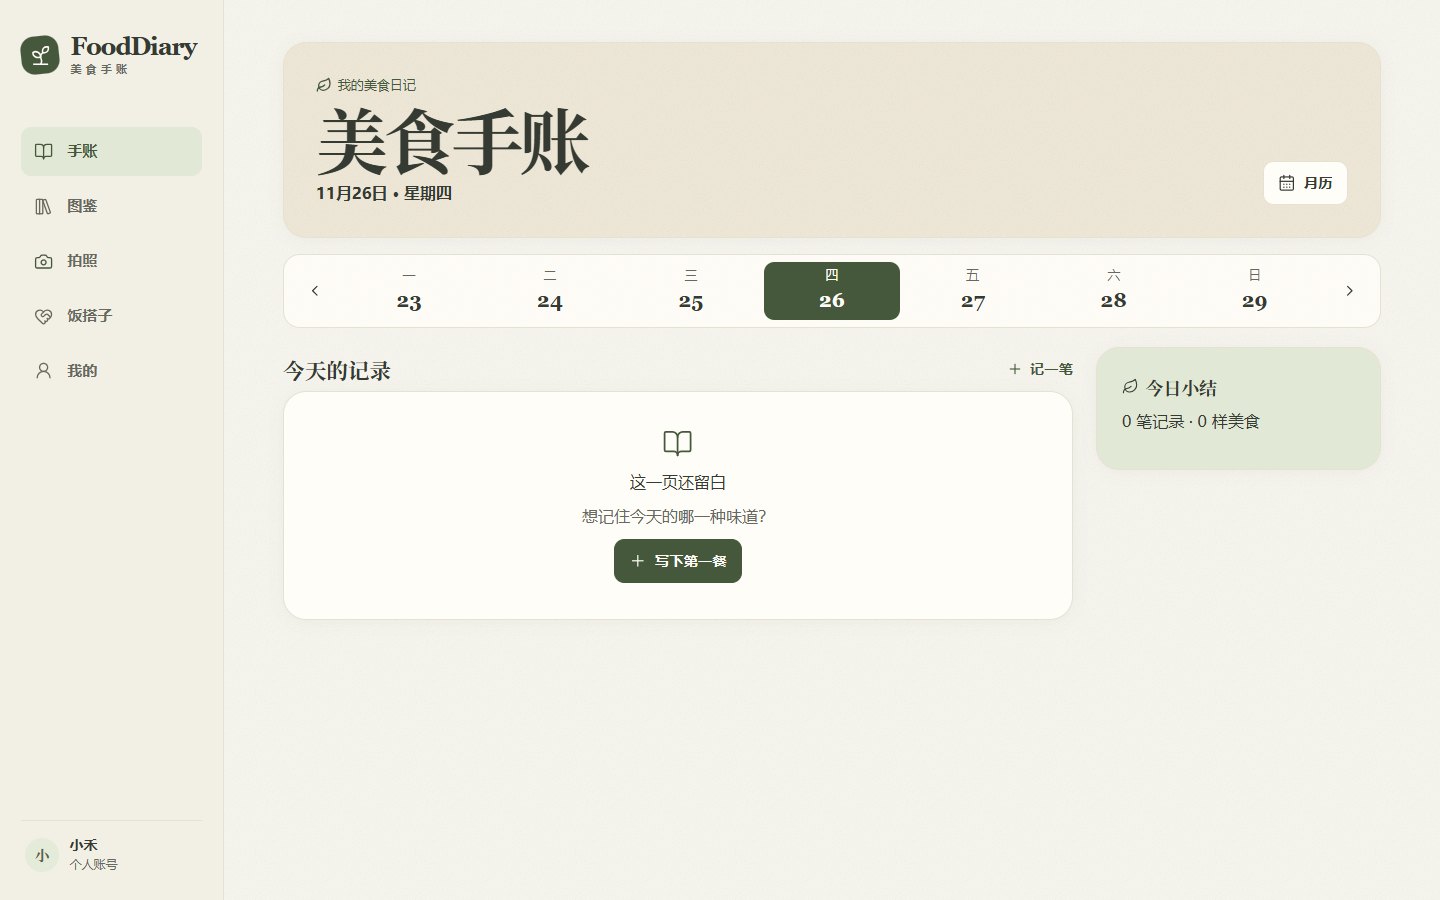 FoodDiary
美食手账
手账
图鉴
拍照
饭搭子
我的
小
小禾
个人账号
我的美食日记
美食手账
11月26日 • 星期四
月历
一 二 三 四 五 六 日
23 24 25 26 27 28 29
今天的记录
记一笔
这一页还留白
想记住今天的哪一种味道？
写下第一餐
今日小结
0 笔记录 · 0 样美食